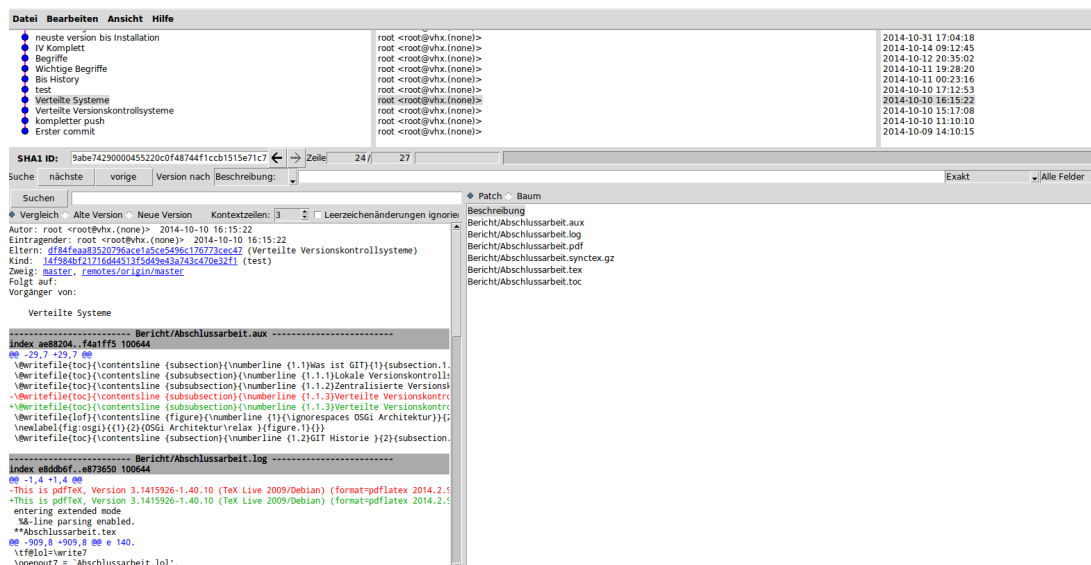 Datei Bearbeiten Ansicht Hilfe
neuste version bis Installation root <root@vhx.(none)> 2014-10-31 17:04:18
IV Komplett root <root@vhx.(none)> 2014-10-14 09:12:45
Begriffe root <root@vhx.(none)> 2014-10-12 20:35:02
Wichtige Begriffe root <root@vhx.(none)> 2014-10-11 19:28:20
Bis History root <root@vhx.(none)> 2014-10-11 00:23:16
test root <root@vhx.(none)> 2014-10-10 17:12:53
Verteilte Systeme root <root@vhx.(none)> 2014-10-10 16:15:22
Verteilte Versionskontrollsysteme root <root@vhx.(none)> 2014-10-10 15:17:08
kompletter push root <root@vhx.(none)> 2014-10-10 11:10:10
Erster commit root <root@vhx.(none)> 2014-10-09 14:10:15
SHA1 ID: 9abe74290000455220c0f48744f1ccb1515e71c7 Zeile 24 / 27
Suche nächste vorige Version nach Beschreibung: Exakt Alle Felder
Suchen
Vergleich Alte Version Neue Version Kontextzeilen: 3 Leerzeichenänderungen ignorie
Autor: root <root@vhx.(none)> 2014-10-10 16:15:22
Eintragender: root <root@vhx.(none)> 2014-10-10 16:15:22
Eltern: df84feaa83520796ace1a5ce5496c176773cec47 (Verteilte Versionskontrollsysteme)
Kind: 14f984bf21716d44513f5d49e43a743c470e32f1 (test)
Zweig: master, remotes/origin/master
Folgt auf:
Vorgänger von:
Verteilte Systeme
------------------------- Bericht/Abschlussarbeit.aux -------------------------
index ae88204..f4a1ff5 100644
@@ -29,7 +29,7 @@
\@writefile{toc}{\contentsline {subsection}{\numberline {1.1}Was ist GIT}{1}{subsection.1.
\@writefile{toc}{\contentsline {subsubsection}{\numberline {1.1.1}Lokale Versionskontrolls
\@writefile{toc}{\contentsline {subsubsection}{\numberline {1.1.2}Zentralisierte Versionsk
-\@writefile{toc}{\contentsline {subsubsection}{\numberline {1.1.3}Verteilte Versionskontro
+\@writefile{toc}{\contentsline {subsubsection}{\numberline {1.1.3}Verteilte Versionskontro
\@writefile{lof}{\contentsline {figure}{\numberline {1}{\ignorespaces OSGi Architektur}}{2
\newlabel{fig:osgi}{{1}{2}{OSGi Architektur\relax }{figure.1}{}}
\@writefile{toc}{\contentsline {subsection}{\numberline {1.2}GIT Historie }{2}{subsection.
------------------------- Bericht/Abschlussarbeit.log -------------------------
index e8ddb6f..e873650 100644
@@ -1,4 +1,4 @@
-This is pdfTeX, Version 3.1415926-1.40.10 (TeX Live 2009/Debian) (format=pdflatex 2014.2.9
+This is pdfTeX, Version 3.1415926-1.40.10 (TeX Live 2009/Debian) (format=pdflatex 2014.2.9
entering extended mode
%&-line parsing enabled.
**Abschlussarbeit.tex
@@ -909,8 +909,8 @@ e 140.
\tf@lol=\write7
\openout7 = `Abschlussarbeit.lol'.
Patch Baum
Beschreibung
Bericht/Abschlussarbeit.aux
Bericht/Abschlussarbeit.log
Bericht/Abschlussarbeit.pdf
Bericht/Abschlussarbeit.synctex.gz
Bericht/Abschlussarbeit.tex
Bericht/Abschlussarbeit.toc